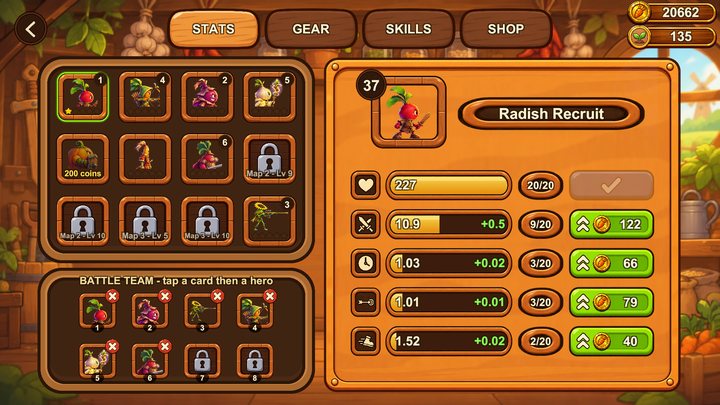 STATS GEAR SKILLS SHOP
20662
135
1 4 2 5
200 coins
6
Map 2 - Lv 9
Map 2 - Lv 10 Map 3 - Lv 5 Map 3 - Lv 10
3
BATTLE TEAM - tap a card then a hero
1 2 3 4
5 6 7 8
37
Radish Recruit
227 20/20
10.9 +0.5 9/20 122
1.03 +0.02 3/20 66
1.01 +0.01 3/20 79
1.52 +0.02 2/20 40